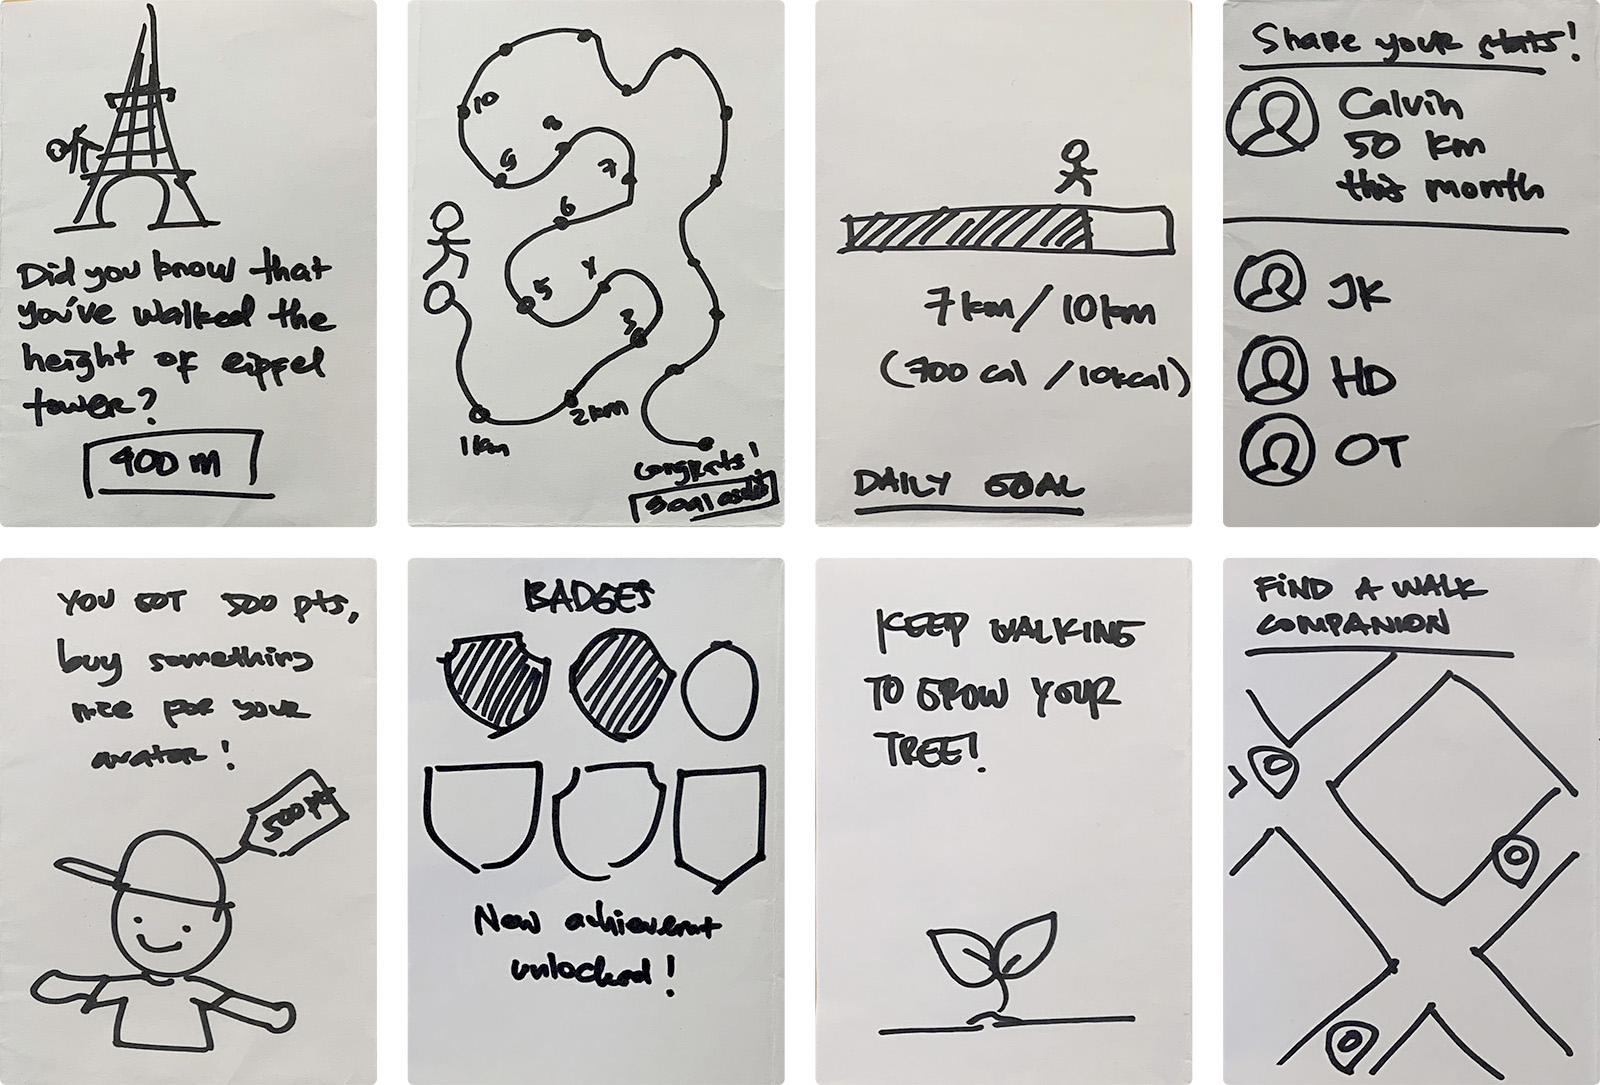 Did you know that
you've walked the
height of eiffel
tower?
400 m
10
9
8
7
6
5
4
3
2km
1km
Congrats!
7km/10km
(700 cal /10kcal)
DAILY GOAL
Share your stats!
Calvin
50 km
this month
JK
HD
OT
YOU GOT 500 pts,
buy something
nice for your
avatar!
500 pt
BADGES
New achievement
unlocked!
KEEP WALKING
TO GROW YOUR
TREE!
FIND A WALK
COMPANION